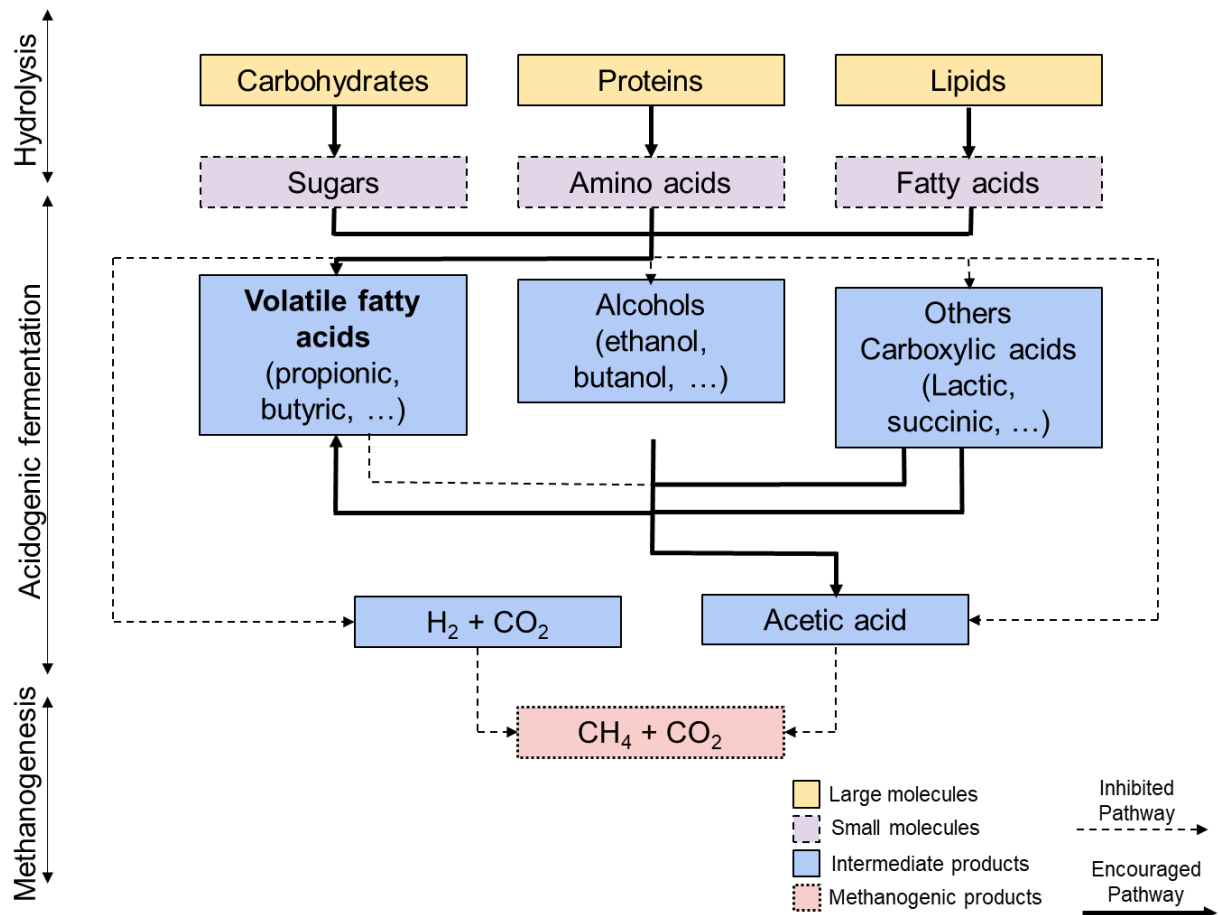 Hydrolysis
Carbohydrates
Proteins
Lipids
Sugars
Amino acids
Fatty acids
Acidogenic fermentation
Volatile fatty
acids
(propionic,
butyric, …)
Alcohols
(ethanol,
butanol, …)
Others
Carboxylic acids
(Lactic,
succinic, …)
H₂ + CO₂
Acetic acid
Methanogenesis
CH₄ + CO₂
Large molecules
Small molecules
Intermediate products
Methanogenic products
Inhibited
Pathway
Encouraged
Pathway